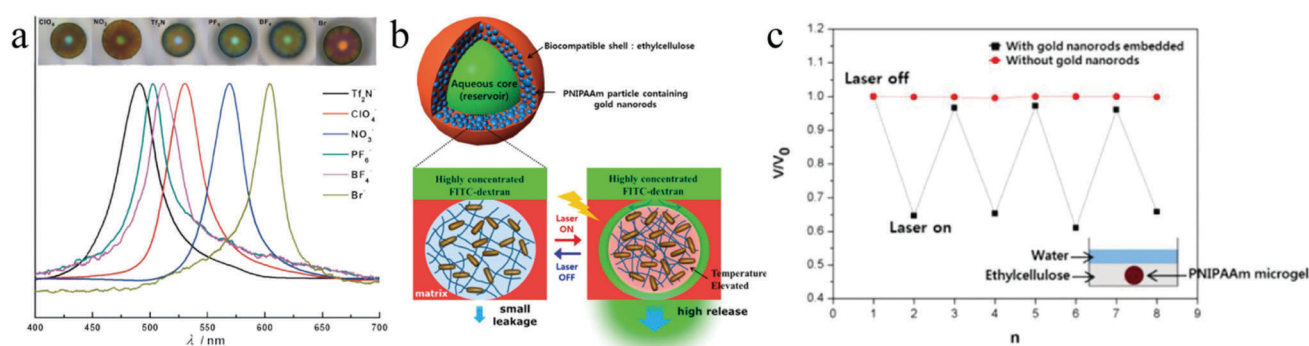 a
ClO₄⁻
NO₃⁻
Tf₂N⁻
PF₆⁻
BF₄⁻
Br⁻
Tf₂N⁻
ClO₄⁻
NO₃⁻
PF₆⁻
BF₄⁻
Br⁻
400 450 500 550 600 650 700
λ / nm
b
Biocompatible shell : ethylcellulose
Aqueous core
(reservoir)
PNIPAAm particle containing
gold nanorods
Highly concentrated
FITC-dextran
Highly concentrated
FITC-dextran
Laser
ON
Laser
OFF
Temperature
Elevated
matrix
small
leakage
high release
c
With gold nanorods embedded
Without gold nanorods
Laser off
Laser on
Water
Ethylcellulose
PNIPAAm microgel
V/V₀
1.2
1.1
1.0
0.9
0.8
0.7
0.6
0.5
0.4
0 1 2 3 4 5 6 7 8 9
n